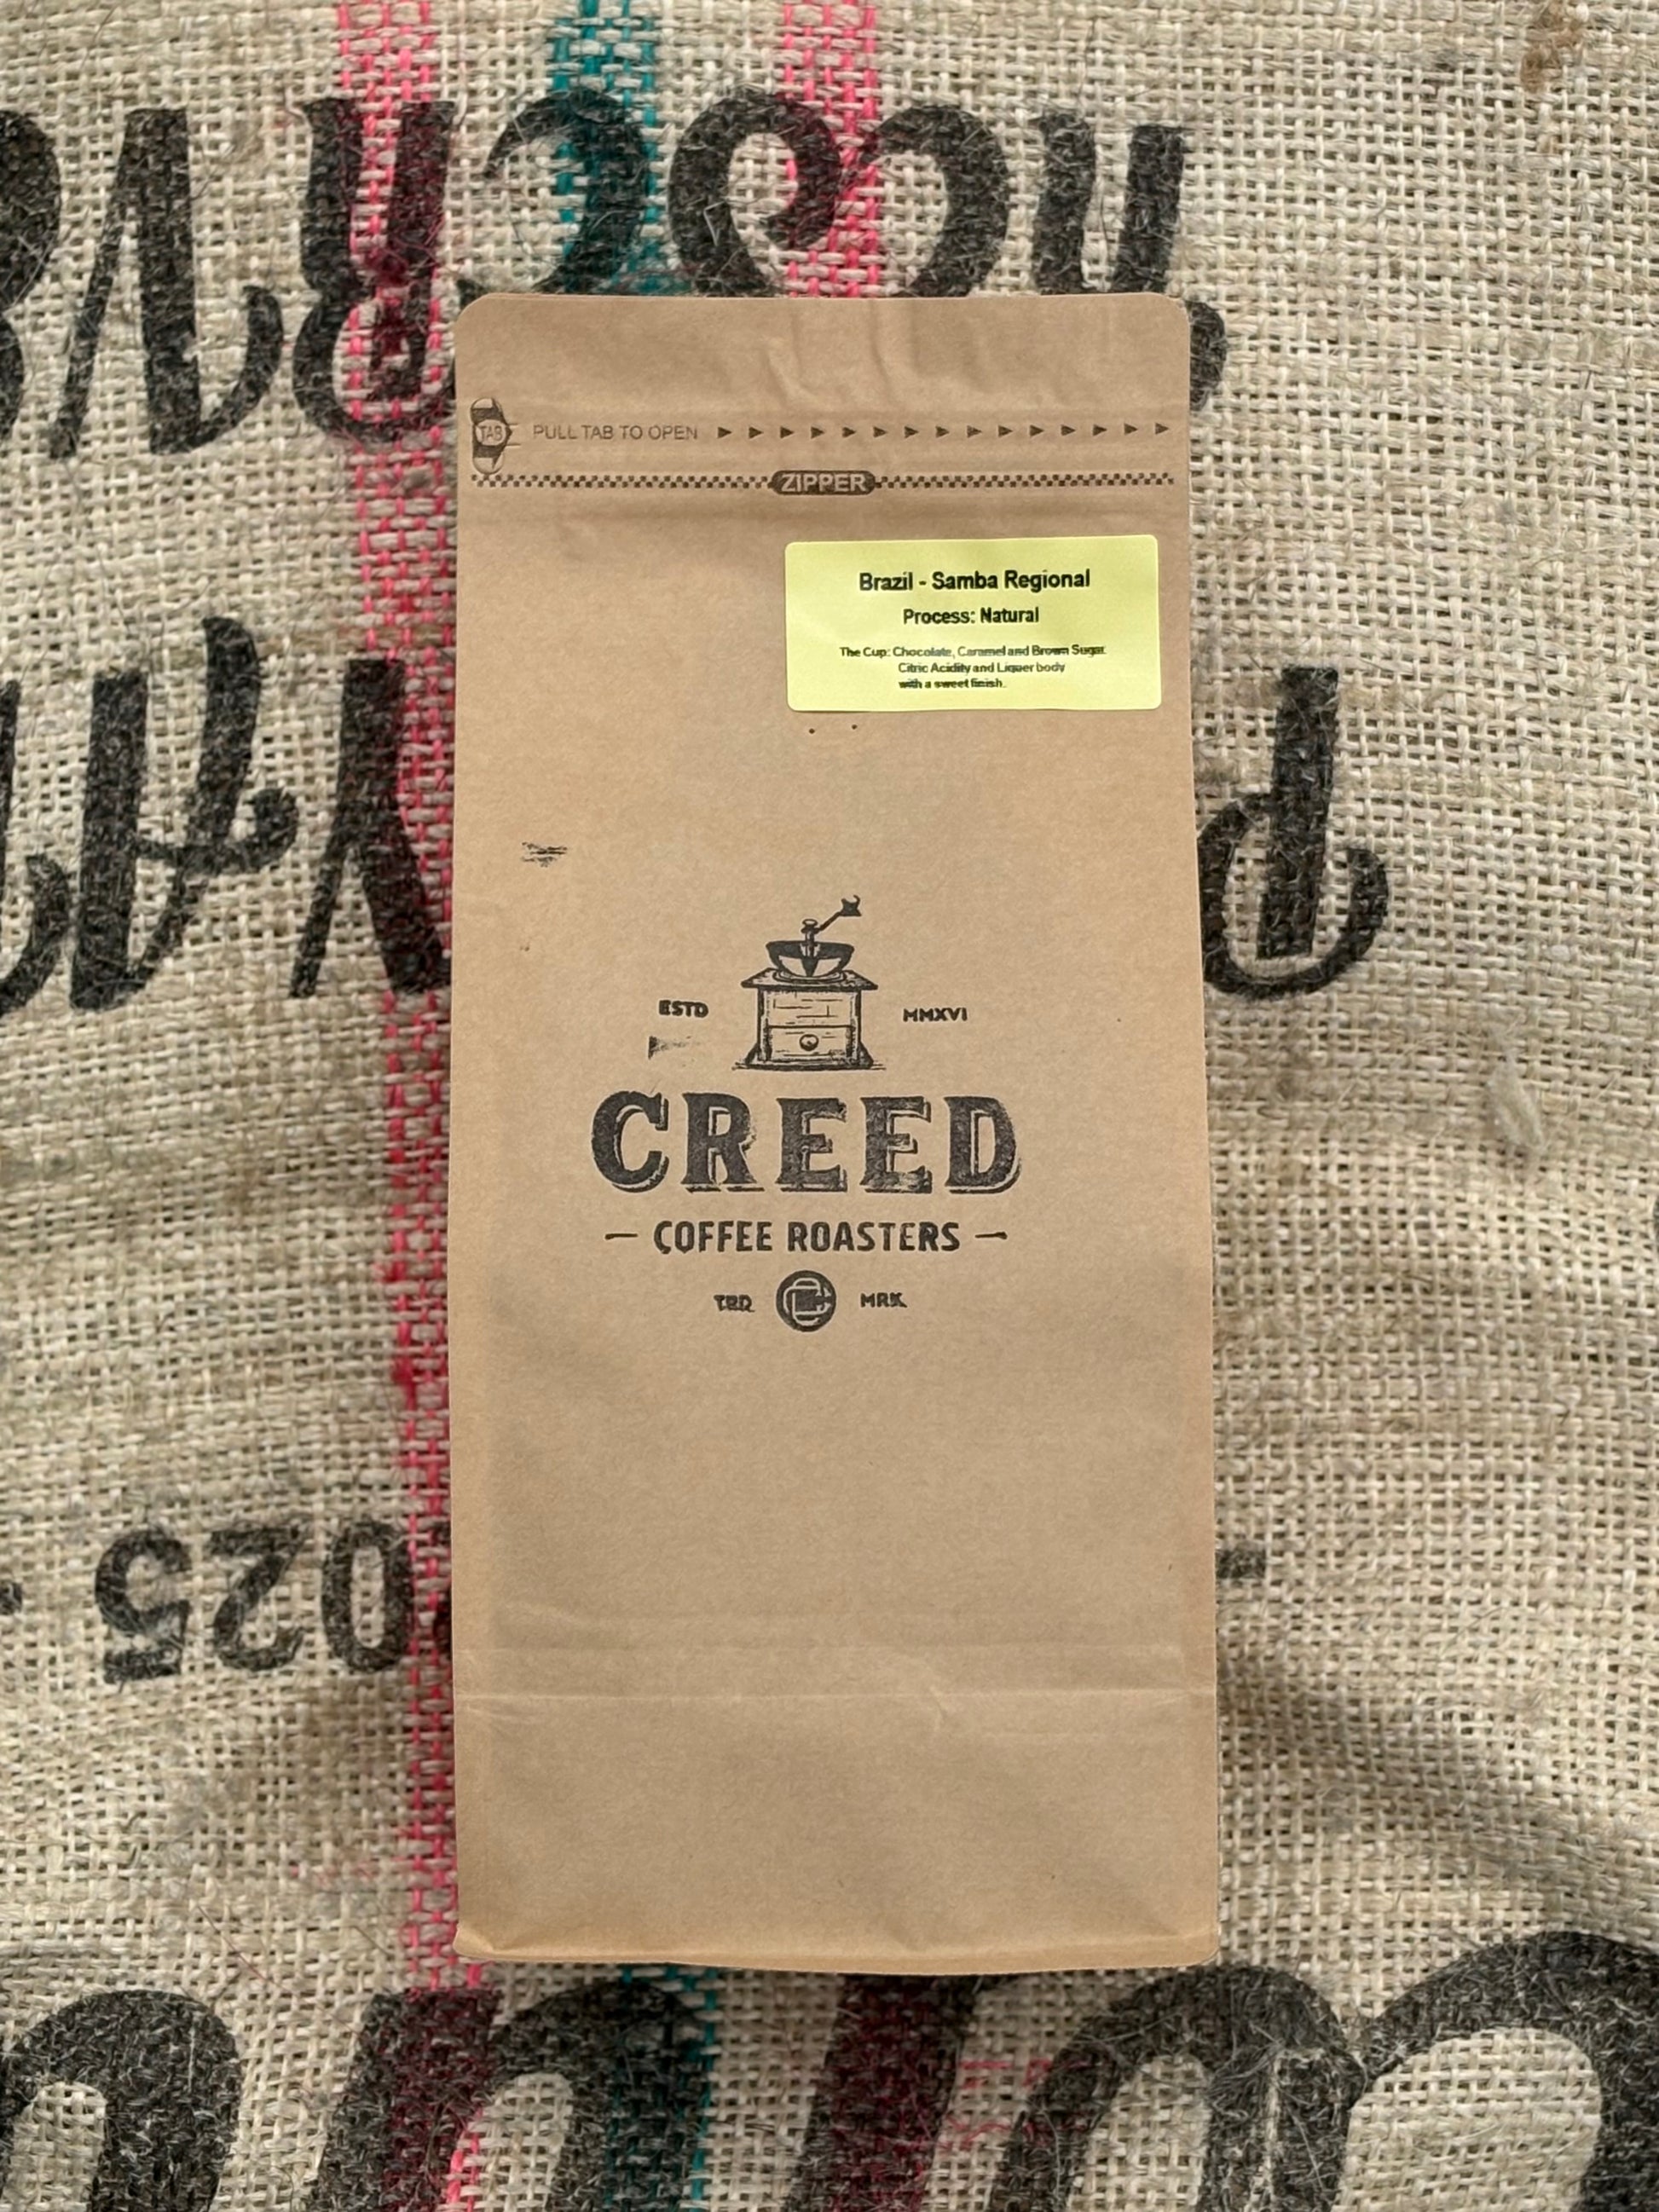 TAB PULL TAB TO OPEN
ZIPPER
Brazil - Samba Regional
Process: Natural
The Cup: Chocolate, Caramel and Brown Sugar.
Citric Acidity and Liquer body
with a sweet finish.
ESTD MMXVI
CREED
— COFFEE ROASTERS —
TRD MRK
025